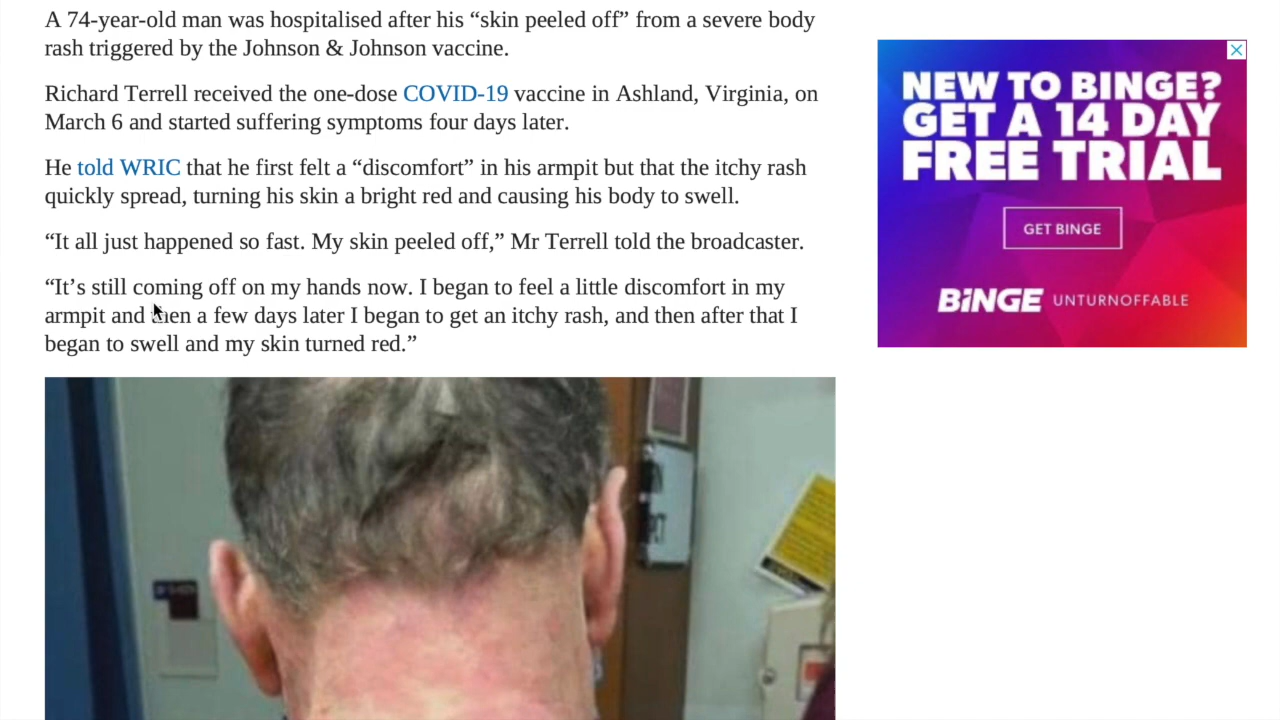 A 74-year-old man was hospitalised after his “skin peeled off” from a severe body
rash triggered by the Johnson & Johnson vaccine.
Richard Terrell received the one-dose COVID-19 vaccine in Ashland, Virginia, on
March 6 and started suffering symptoms four days later.
He told WRIC that he first felt a “discomfort” in his armpit but that the itchy rash
quickly spread, turning his skin a bright red and causing his body to swell.
“It all just happened so fast. My skin peeled off,” Mr Terrell told the broadcaster.
“It’s still coming off on my hands now. I began to feel a little discomfort in my
armpit and then a few days later I began to get an itchy rash, and then after that I
began to swell and my skin turned red.”
NEW TO BINGE?
GET A 14 DAY
FREE TRIAL
GET BINGE
BiNGE UNTURNOFFABLE